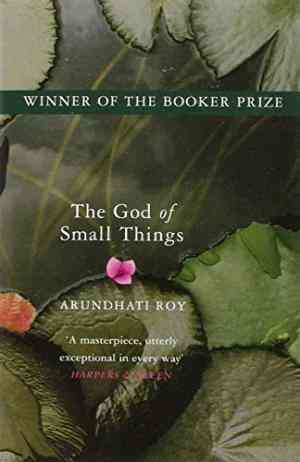 WINNER OF THE BOOKER PRIZE
The God of
Small Things
ARUNDHATI ROY
'A masterpiece, utterly
exceptional in every way'
HARPERS & QUEEN